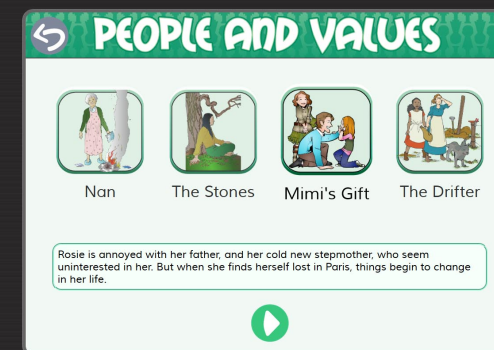 PEOPLE AND VALUES
Nan
The Stones
Mimi's Gift
The Drifter
Rosie is annoyed with her father, and her cold new stepmother, who seem
uninterested in her. But when she finds herself lost in Paris, things begin to change
in her life.